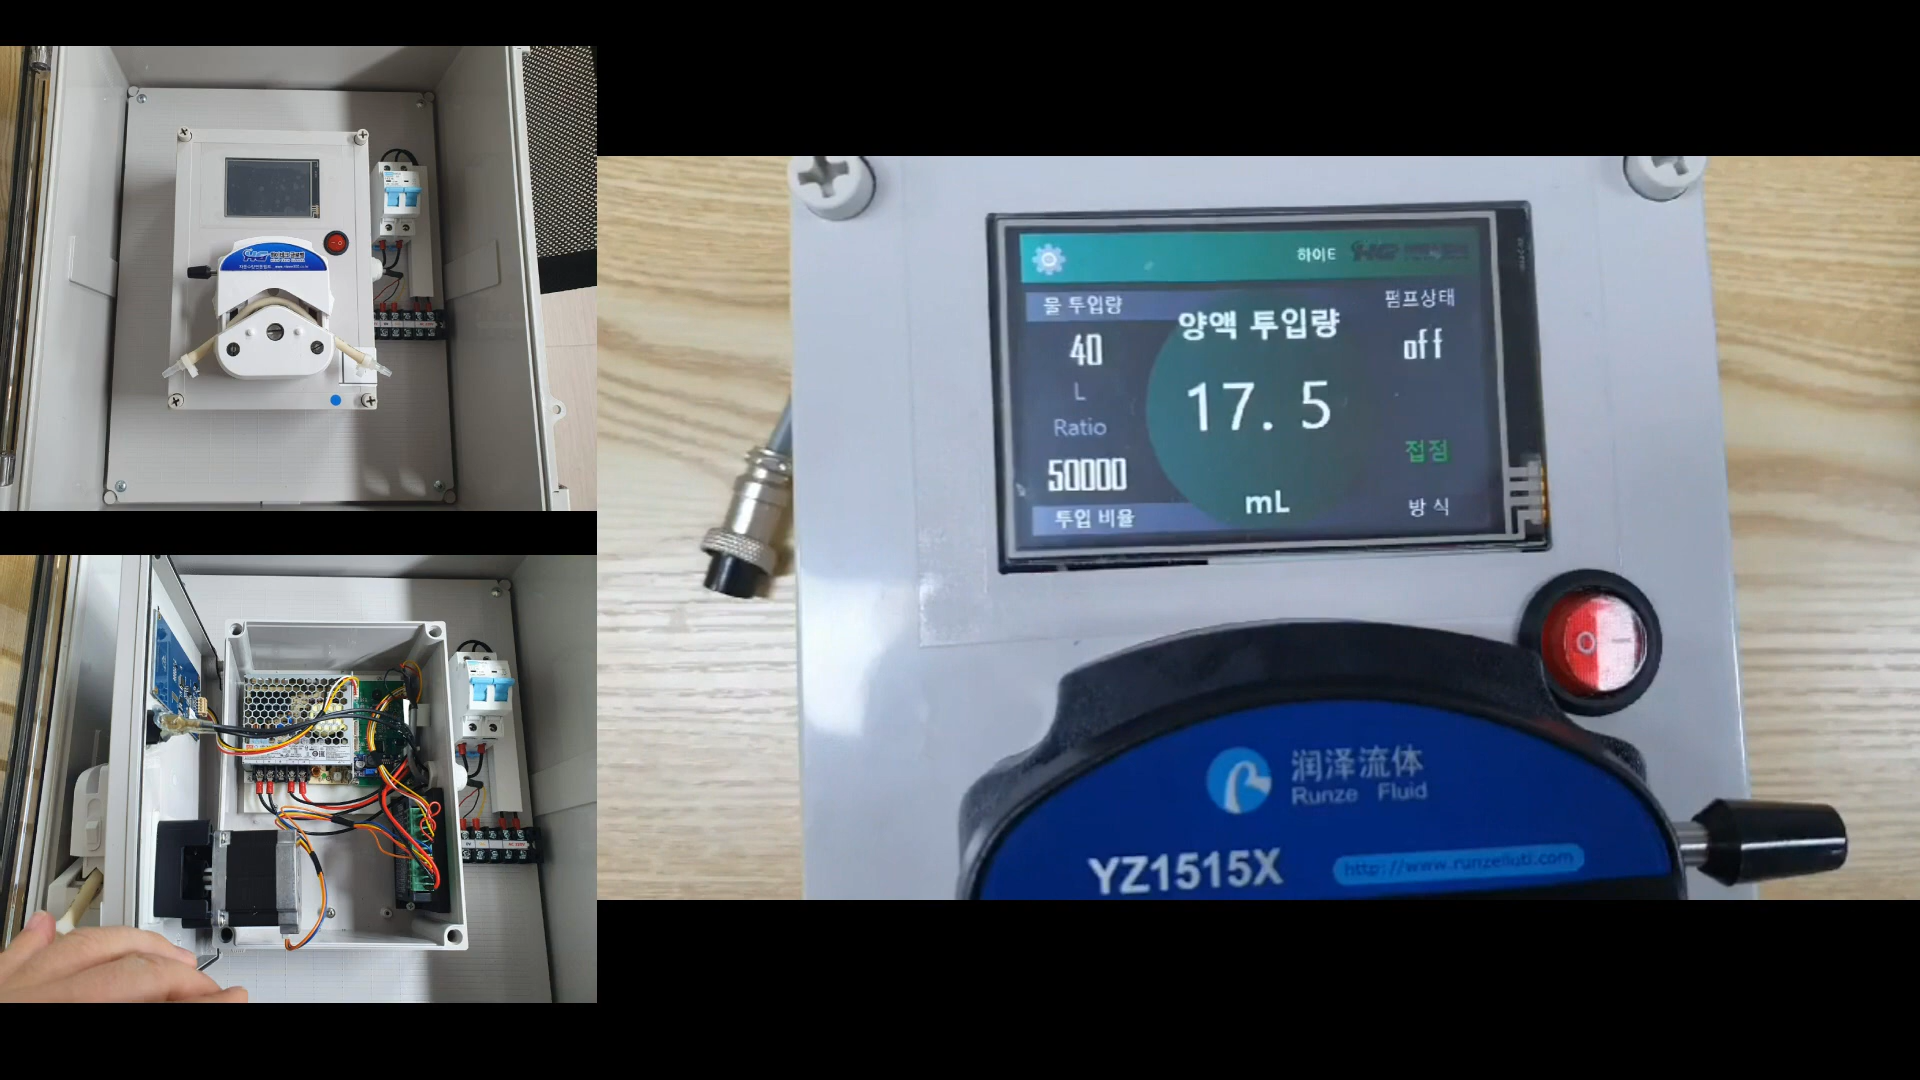 하이E
HG
물 투입량
40
L
Ratio
50000
투입 비율
양액 투입량
17. 5
mL
펌프상태
off
접점
방 식
润泽流体
Runze Fluid
YZ1515X